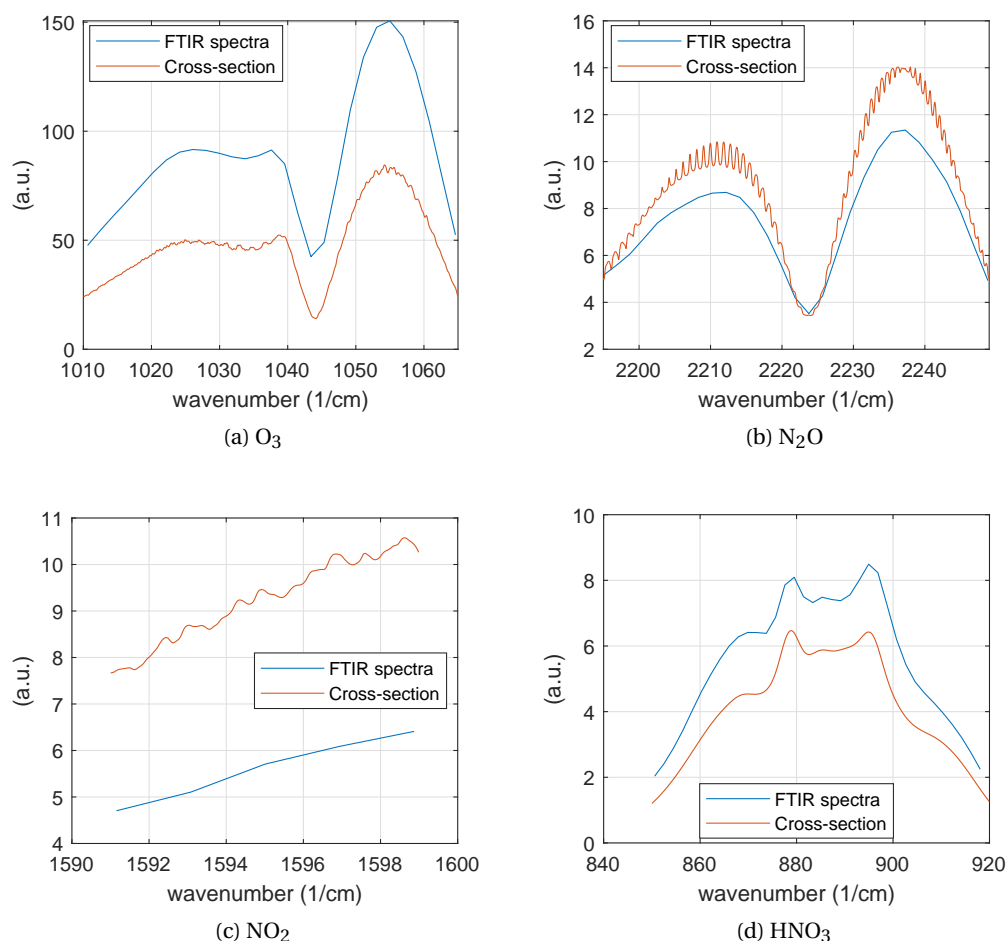 150
100
50
0
(a.u.)
FTIR spectra
Cross-section
1010 1020 1030 1040 1050 1060
wavenumber (1/cm)
(a) O3
16
14
12
10
8
6
4
2
(a.u.)
FTIR spectra
Cross-section
2200 2210 2220 2230 2240
wavenumber (1/cm)
(b) N2O
11
10
9
8
7
6
5
4
(a.u.)
FTIR spectra
Cross-section
1590 1592 1594 1596 1598 1600
wavenumber (1/cm)
(c) NO2
10
8
6
4
2
0
(a.u.)
FTIR spectra
Cross-section
840 860 880 900 920
wavenumber (1/cm)
(d) HNO3